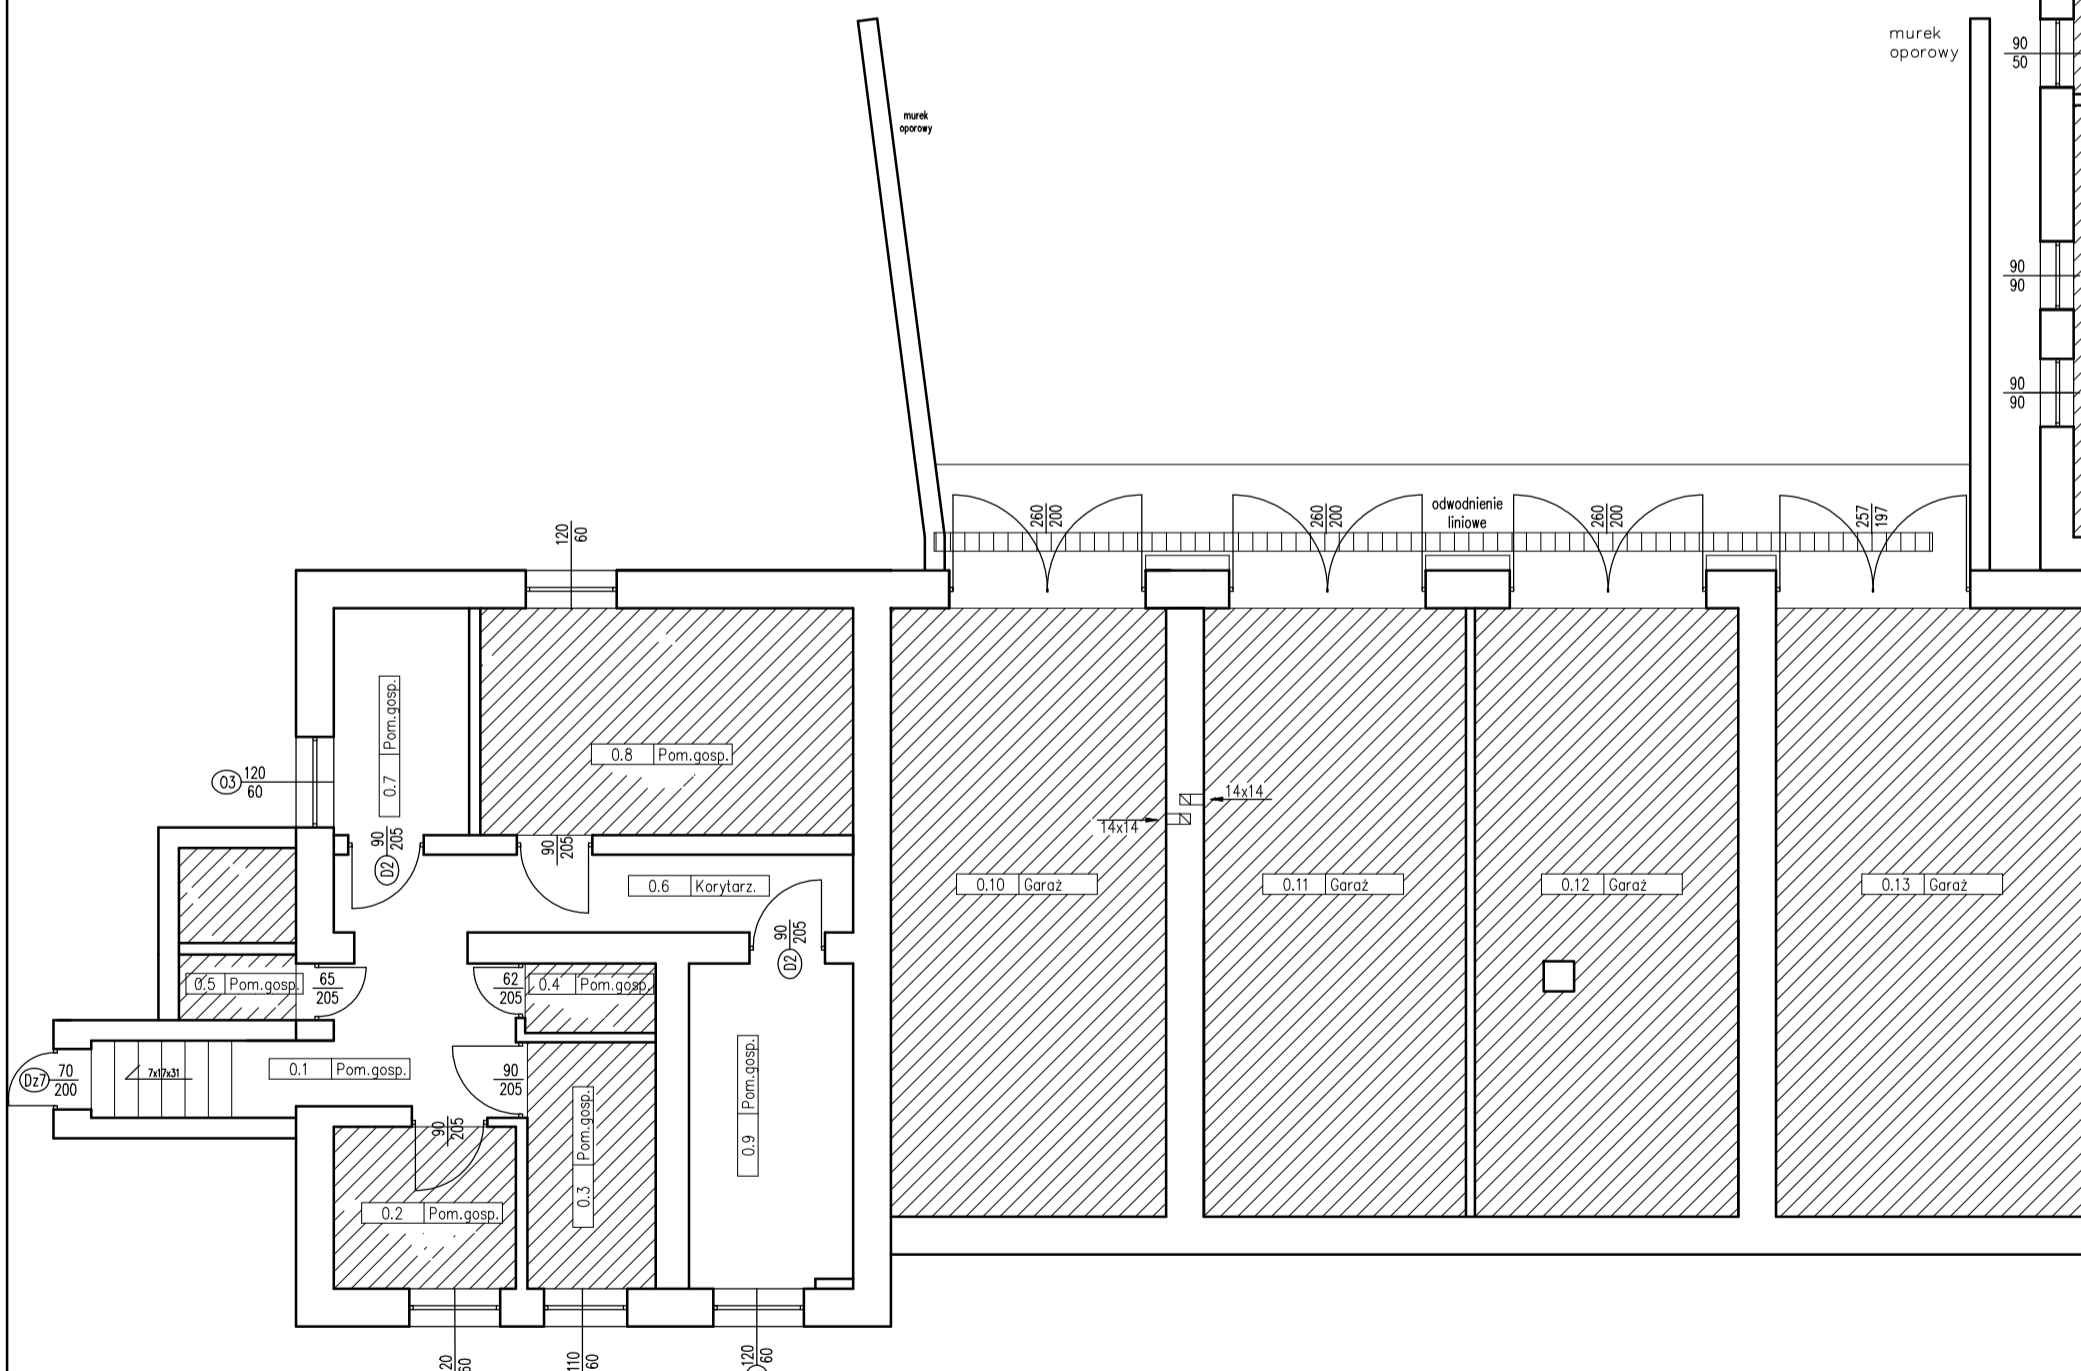 murek
oporowy
90
50
murek
oporowy
90
90
90
90
260
200
260
200
odwodnienie
liniowe
260
200
257
197
120
60
0.7 Pom.gosp.
0.8 Pom.gosp.
O3 120
60
14x14
14x14
D2 90
205
90
205
0.6 Korytarz.
0.10 Garaż
0.11 Garaż
0.12 Garaż
0.13 Garaż
D2 90
205
0.5 Pom.gosp.
65
205
62
205
0.4 Pom.gosp.
Dz7 70
200
7x17x31
0.1 Pom.gosp.
90
205
0.9 Pom.gosp.
0.3 Pom.gosp.
90
205
0.2 Pom.gosp.
20
60
110
60
120
60